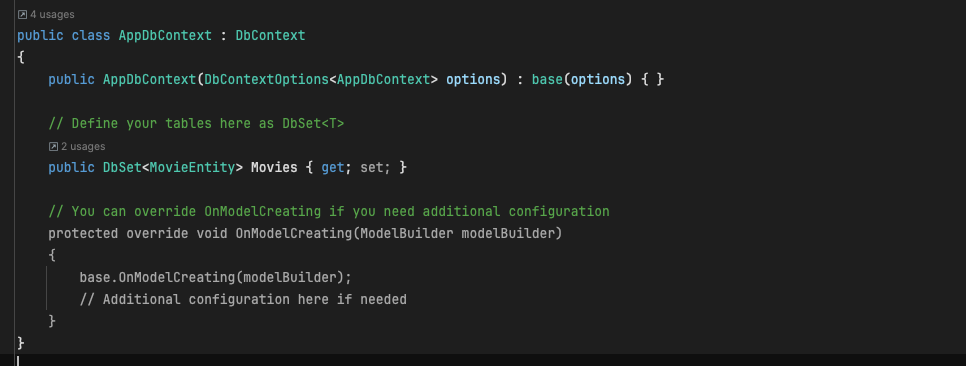 4 usages
public class AppDbContext : DbContext
{
    public AppDbContext(DbContextOptions<AppDbContext> options) : base(options) { }

    // Define your tables here as DbSet<T>
    2 usages
    public DbSet<MovieEntity> Movies { get; set; }

    // You can override OnModelCreating if you need additional configuration
    protected override void OnModelCreating(ModelBuilder modelBuilder)
    {
        base.OnModelCreating(modelBuilder);
        // Additional configuration here if needed
    }
}